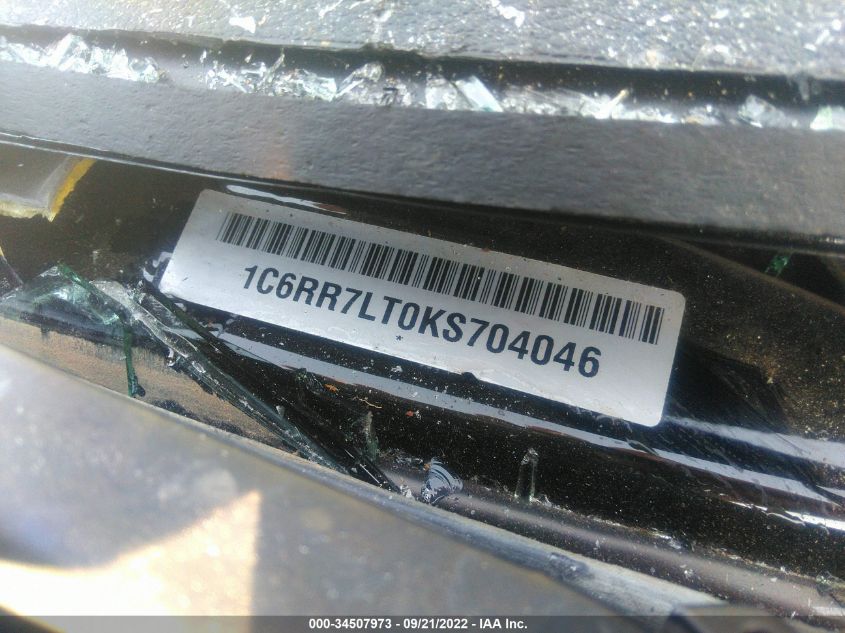 1C6RR7LT0KS704046
*
000-34507973 - 09/21/2022 - IAA Inc.